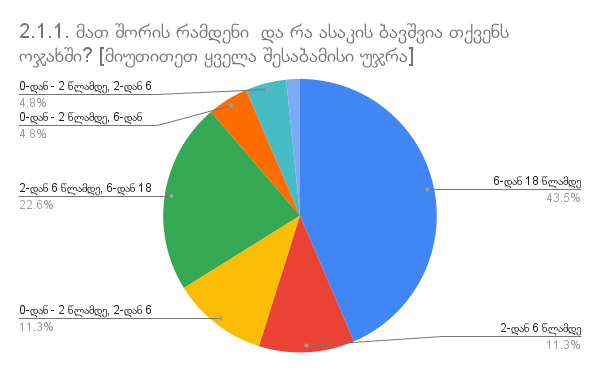 2.1.1. მათ შორის რამდენი და რა ასაკის ბავშვია თქვენს
ოჯახში? [მიუთითეთ ყველა შესაბამისი უჯრა]
0-დან - 2 წლამდე, 2-დან 6
4.8%
0-დან - 2 წლამდე, 6-დან
4.8%
2-დან 6 წლამდე, 6-დან 18
22.6%
0-დან - 2 წლამდე, 2-დან 6
11.3%
6-დან 18 წლამდე
43.5%
2-დან 6 წლამდე
11.3%